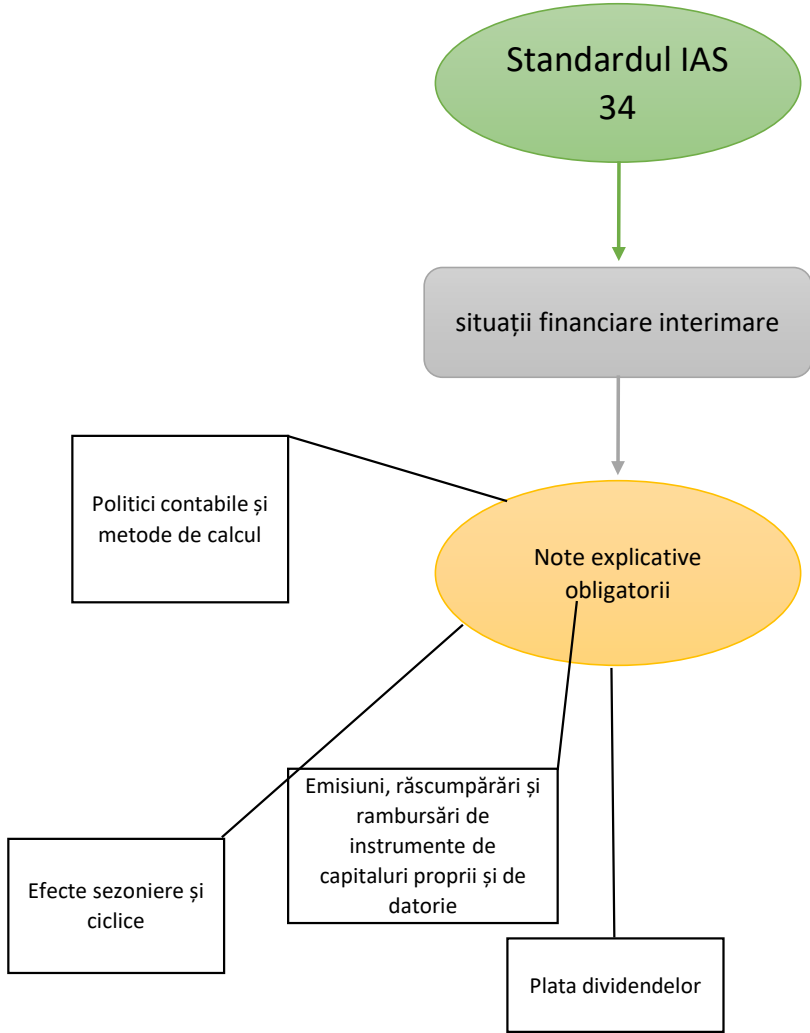 Standardul IAS
34
situații financiare interimare
Politici contabile și
metode de calcul
Note explicative
obligatorii
Emisiuni, răscumpărări și
rambursări de
instrumente de
capitaluri proprii și de
datorie
Efecte sezoniere și
ciclice
Plata dividendelor